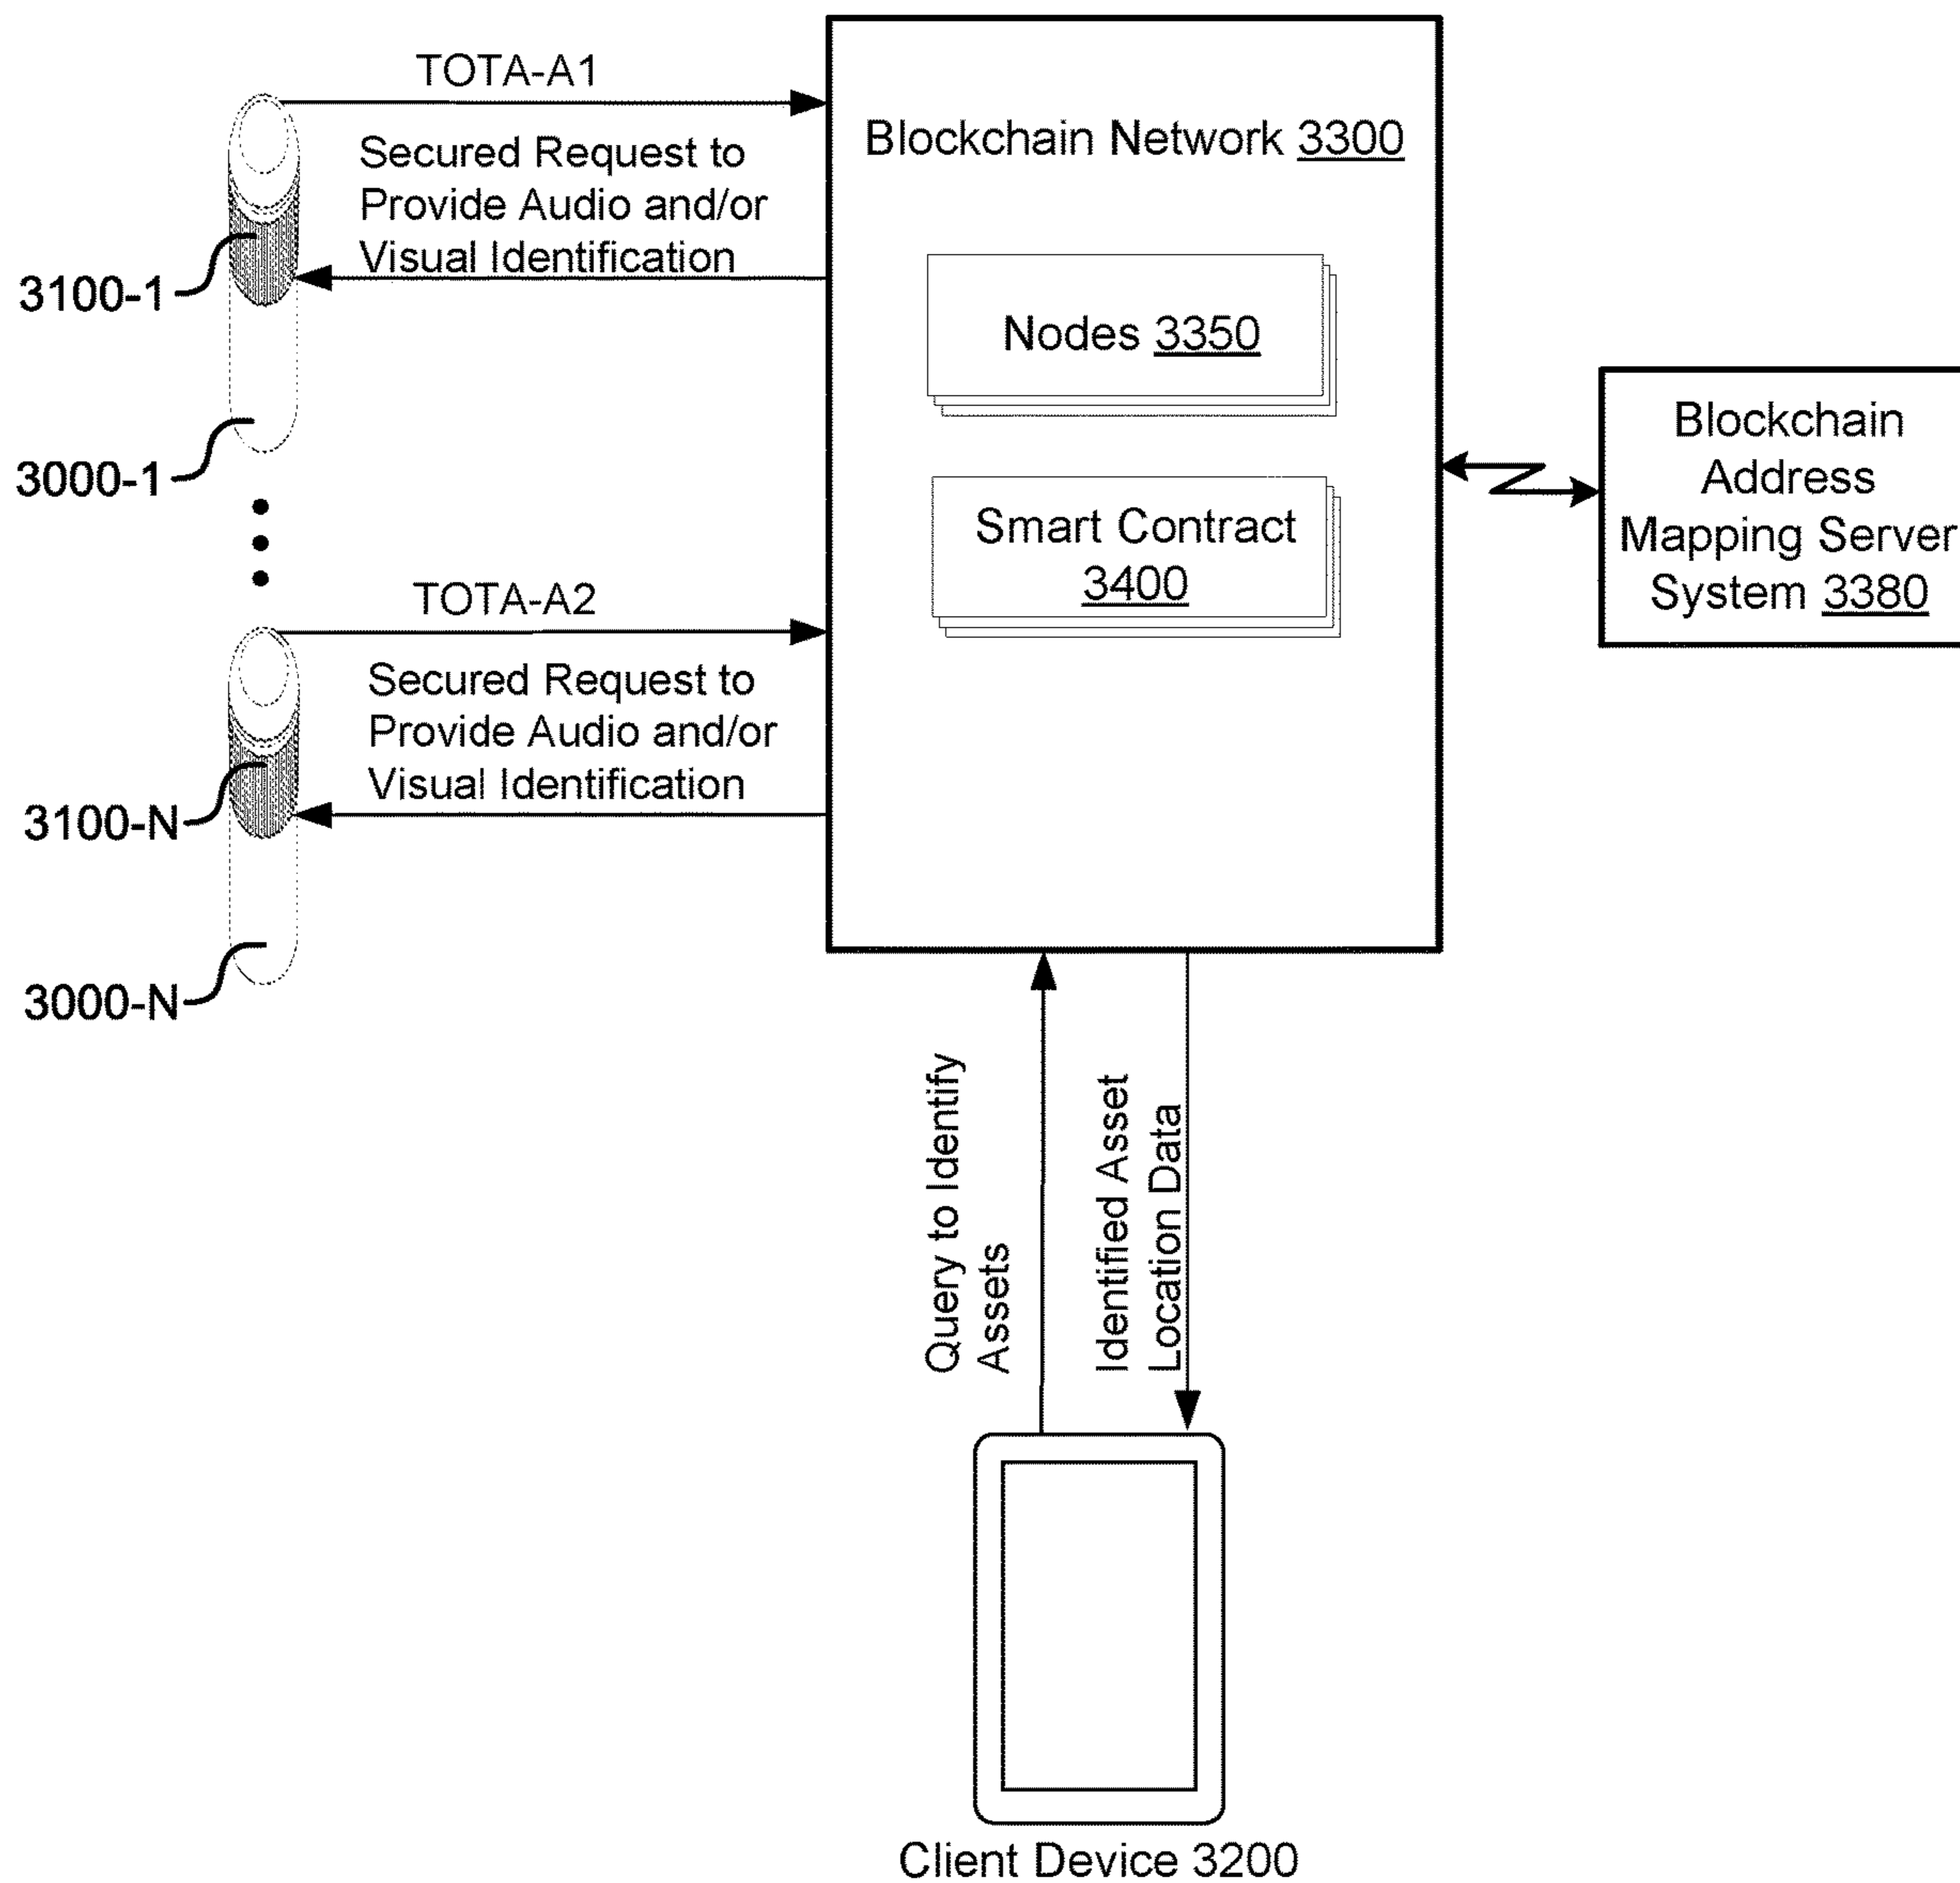 TOTA-A1
Secured Request to
Provide Audio and/or
Visual Identification
3100-1
3000-1
TOTA-A2
Secured Request to
Provide Audio and/or
Visual Identification
3100-N
3000-N
Blockchain Network 3300
Nodes 3350
Smart Contract
3400
Blockchain
Address
Mapping Server
System 3380
Query to Identify
Assets
Identified Asset
Location Data
Client Device 3200